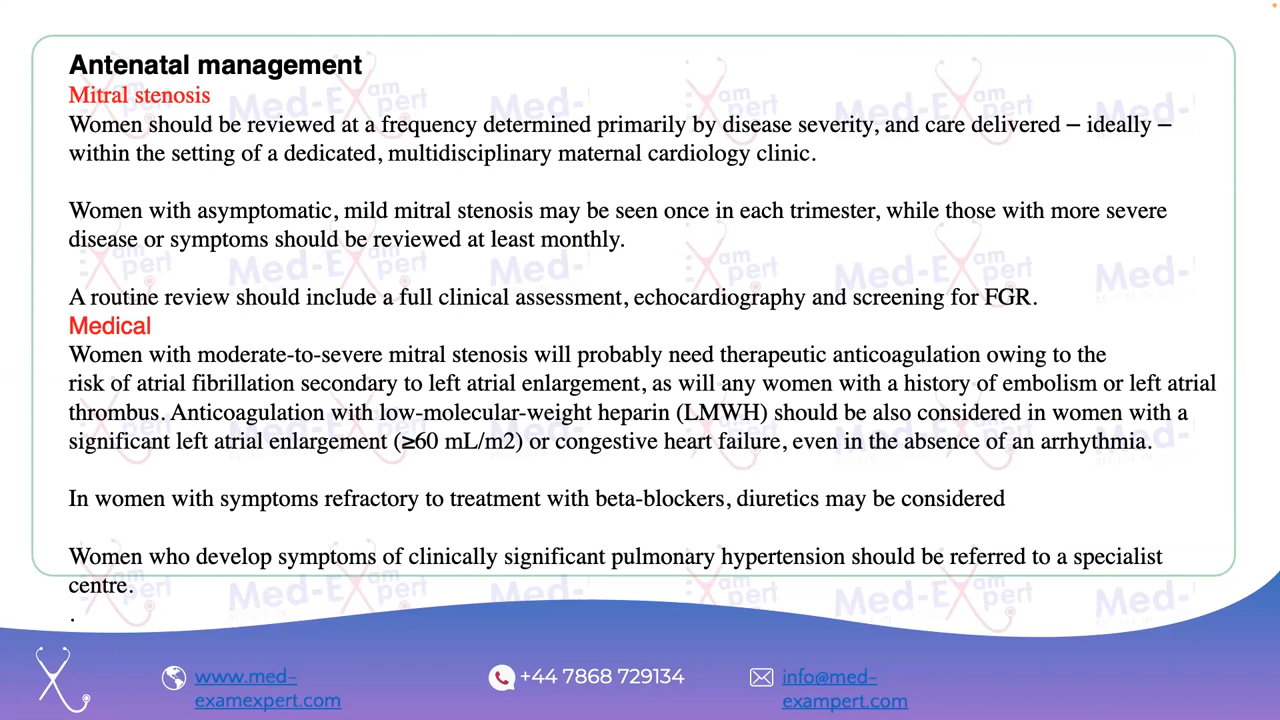 Antenatal management
Mitral stenosis
Women should be reviewed at a frequency determined primarily by disease severity, and care delivered – ideally –
within the setting of a dedicated, multidisciplinary maternal cardiology clinic.
Women with asymptomatic, mild mitral stenosis may be seen once in each trimester, while those with more severe
disease or symptoms should be reviewed at least monthly.
A routine review should include a full clinical assessment, echocardiography and screening for FGR.
Medical
Women with moderate-to-severe mitral stenosis will probably need therapeutic anticoagulation owing to the
risk of atrial fibrillation secondary to left atrial enlargement, as will any women with a history of embolism or left atrial
thrombus. Anticoagulation with low-molecular-weight heparin (LMWH) should be also considered in women with a
significant left atrial enlargement (≥60 mL/m2) or congestive heart failure, even in the absence of an arrhythmia.
In women with symptoms refractory to treatment with beta-blockers, diuretics may be considered
Women who develop symptoms of clinically significant pulmonary hypertension should be referred to a specialist
centre.
.
www.med-
examexpert.com
+44 7868 729134
info@med-
exampert.com